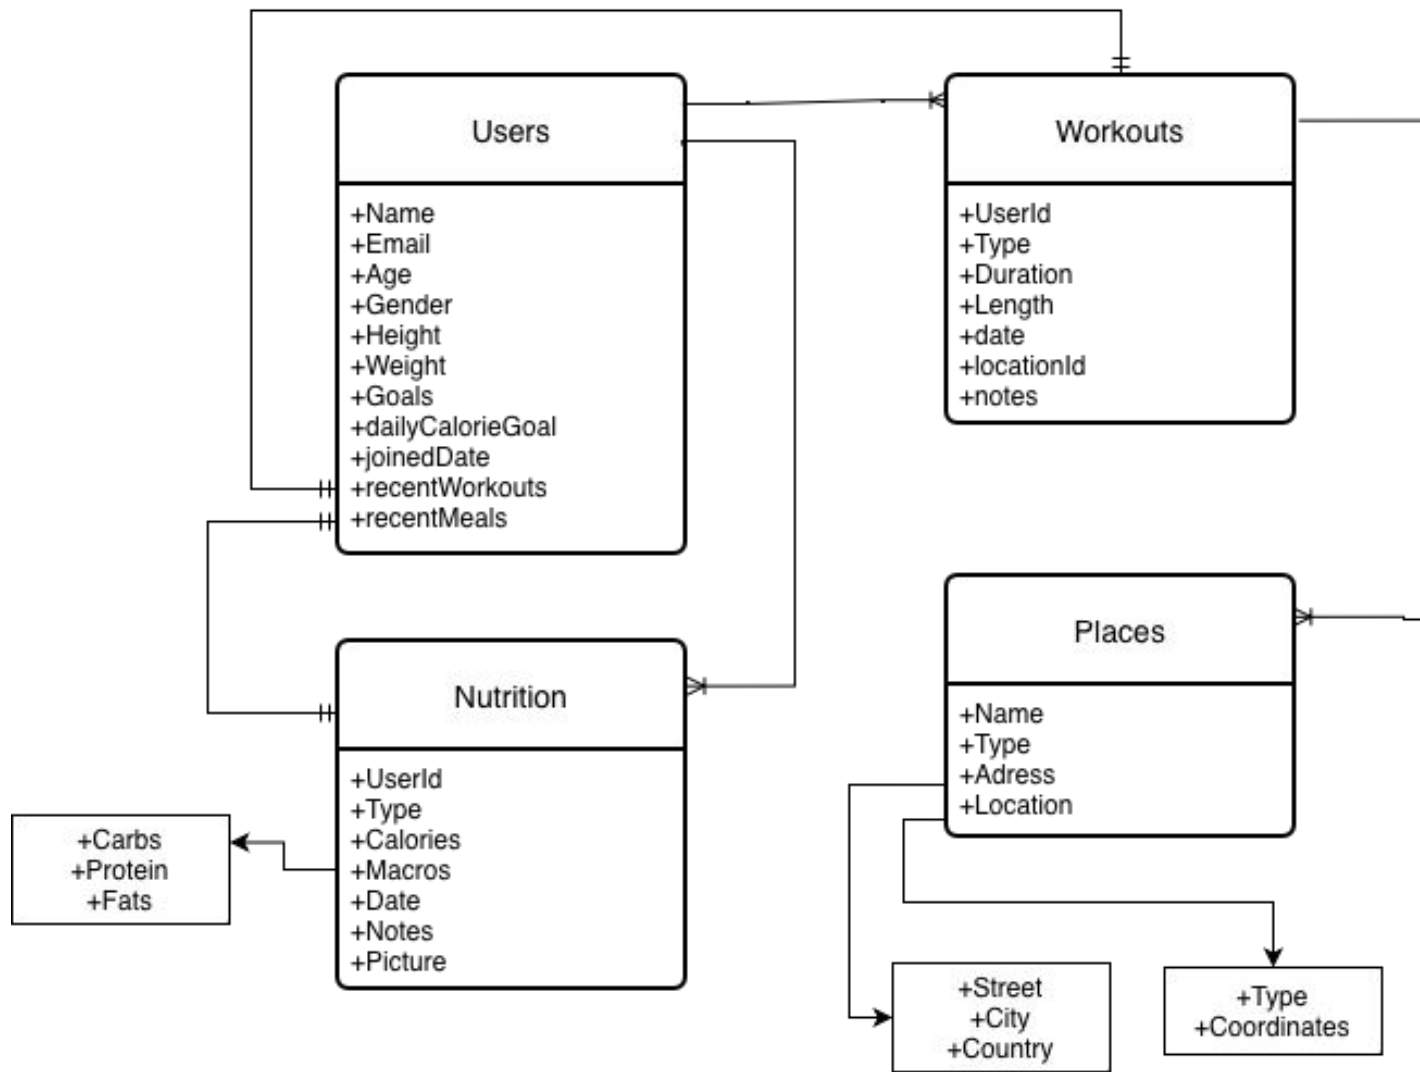 Users
+Name
+Email
+Age
+Gender
+Height
+Weight
+Goals
+dailyCalorieGoal
+joinedDate
+recentWorkouts
+recentMeals
Workouts
+UserId
+Type
+Duration
+Length
+date
+locationId
+notes
Nutrition
+UserId
+Type
+Calories
+Macros
+Date
+Notes
+Picture
+Carbs
+Protein
+Fats
Places
+Name
+Type
+Adress
+Location
+Street
+City
+Country
+Type
+Coordinates